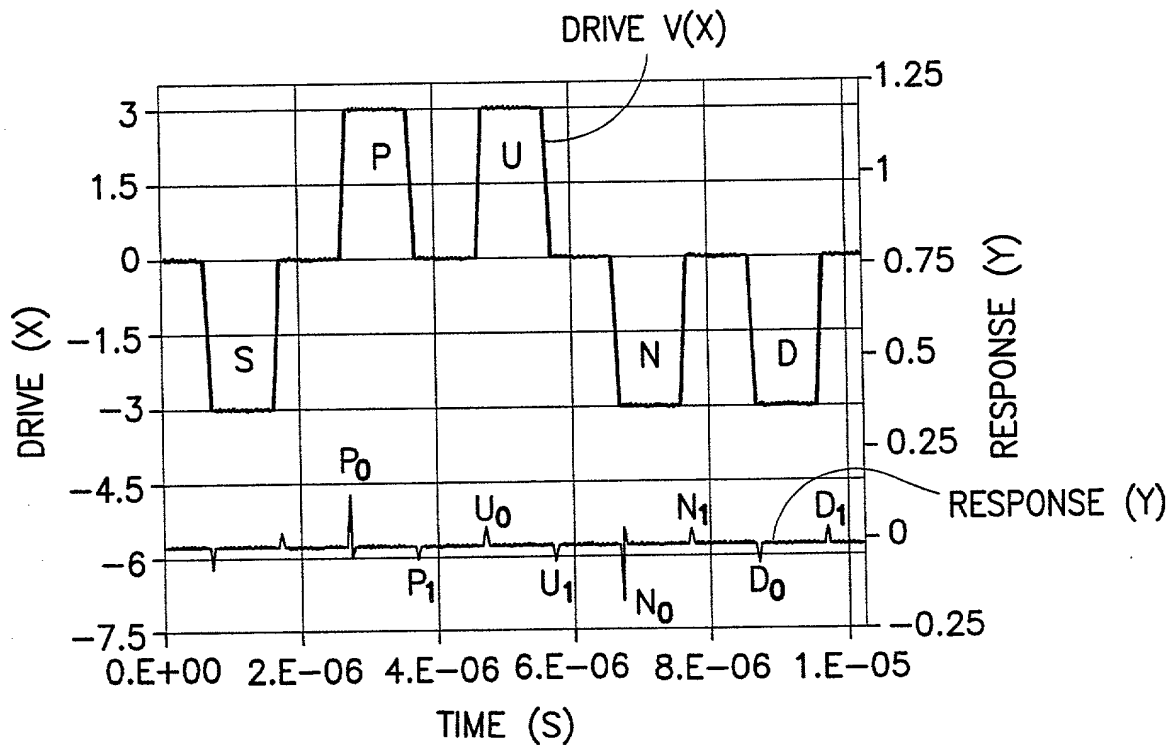 DRIVE V(X)
3
1.5
0
−1.5
−3
−4.5
−6
−7.5
DRIVE (X)
1.25
1
0.75
0.5
0.25
0
−0.25
RESPONSE (Y)
P
U
S
N
D
P0
U0
N1
D1
RESPONSE (Y)
P1
U1
N0
D0
0.E+00 2.E−06 4.E−06 6.E−06 8.E−06 1.E−05
TIME (S)